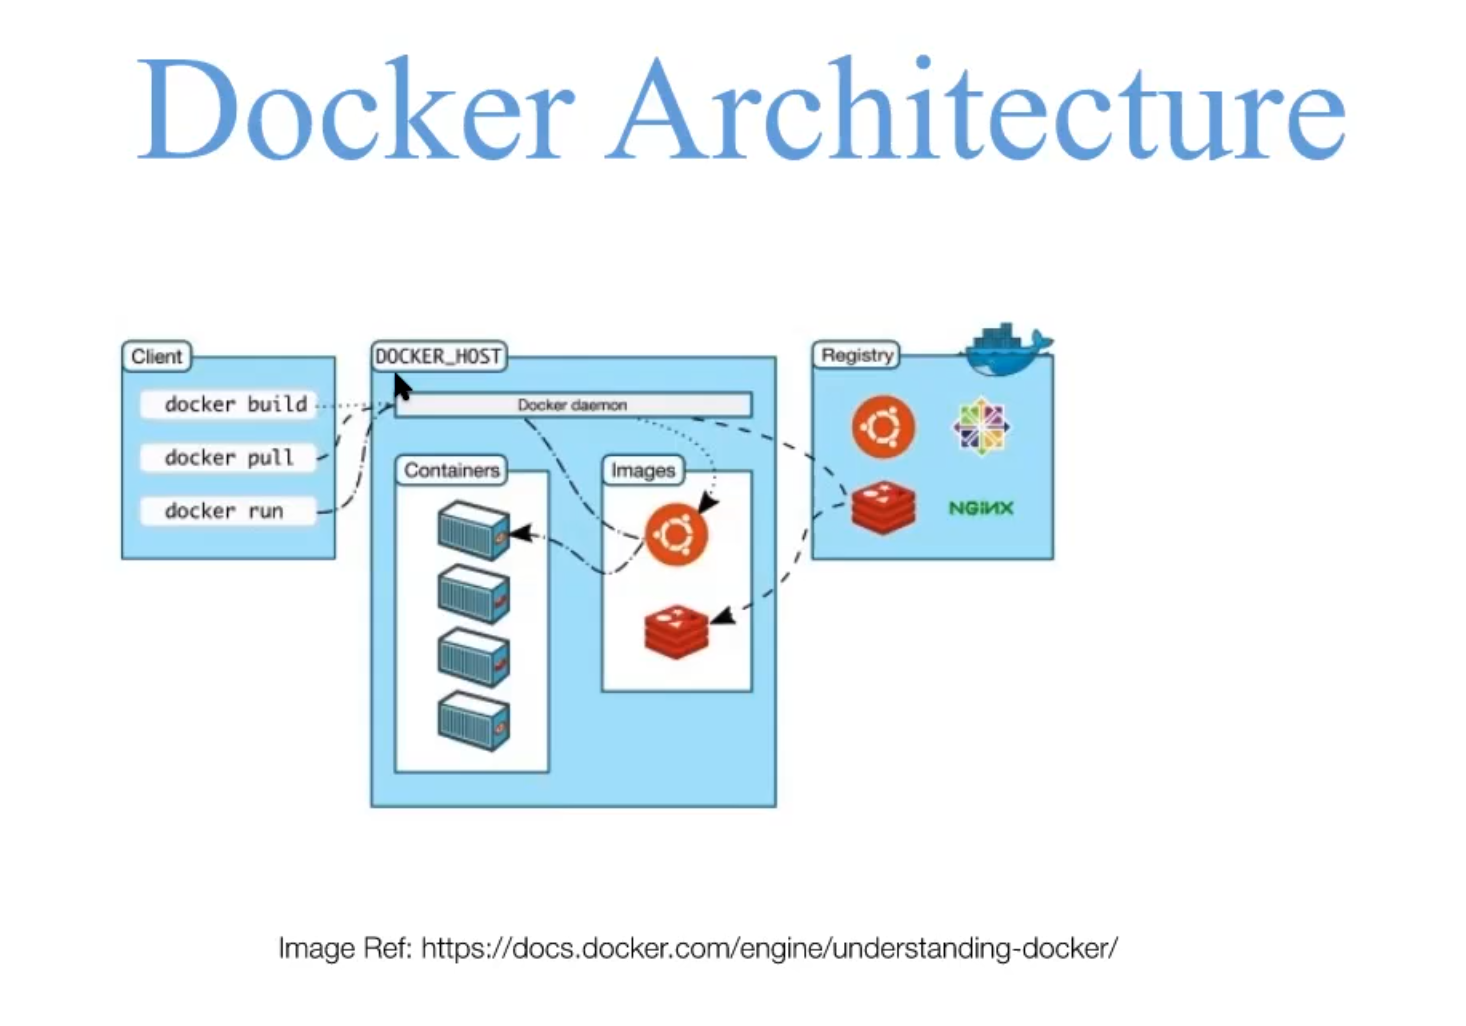 Docker Architecture
Client
docker build
docker pull
docker run
DOCKER_HOST
Docker daemon
Containers
Images
Registry
NGiNX
Image Ref: https://docs.docker.com/engine/understanding-docker/